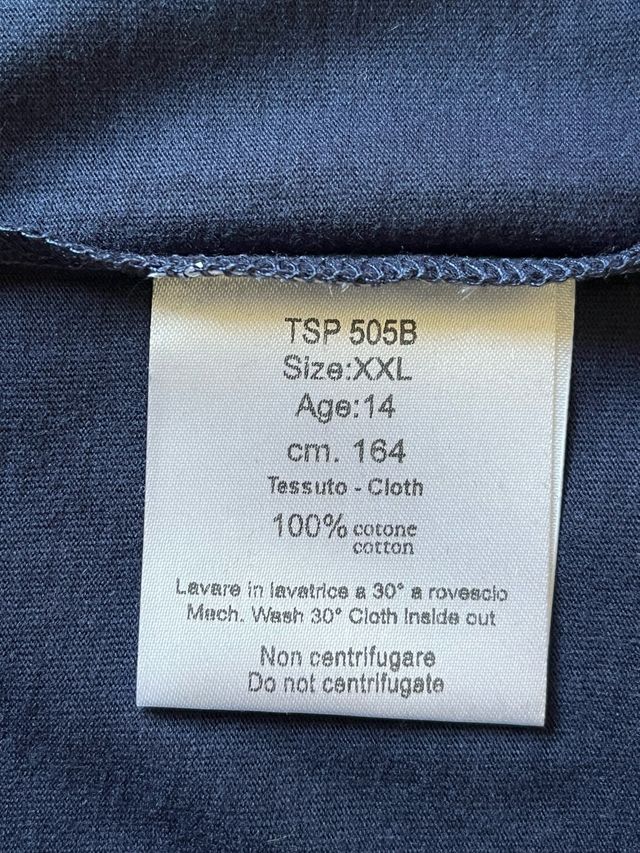 TSP 505B
Size:XXL
Age:14
cm. 164
Tessuto - Cloth
100% cotone
cotton
Lavare in lavatrice a 30° a rovescio
Mach. Wash 30° Cloth Inside out
Non centrifugare
Do not centrifugate